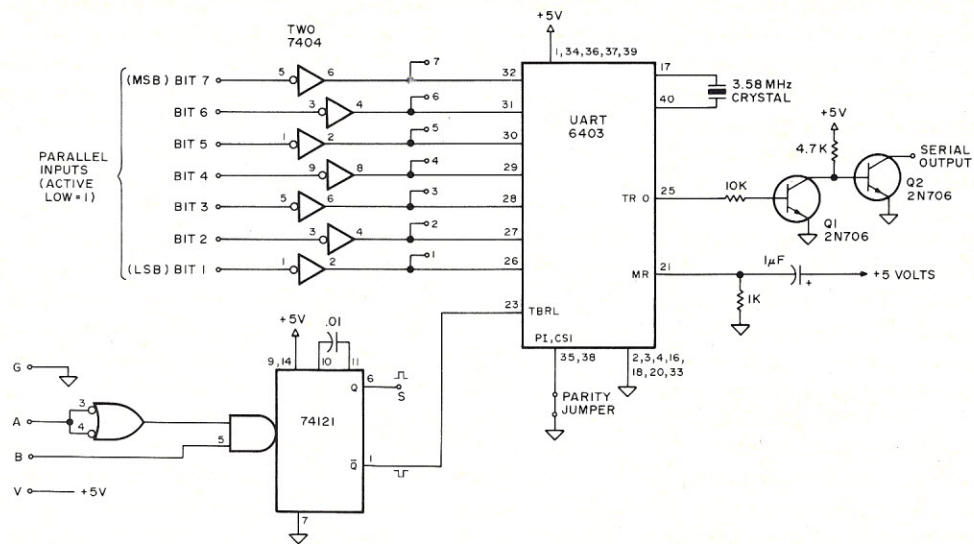 +5V
TWO
7404
1, 34, 36, 37, 39
(MSB) BIT 7
5
6
7
32
17
BIT 6
3
4
6
31
40
3.58 MHz
CRYSTAL
UART
6403
BIT 5
1
2
5
30
+5V
PARALLEL
INPUTS
(ACTIVE
LOW = 1)
BIT 4
9
8
4
29
4.7K
SERIAL
OUTPUT
BIT 3
5
6
3
28
TR O
25
10K
Q2
2N706
Q1
2N706
BIT 2
3
4
2
27
(LSB) BIT 1
1
2
1
26
MR
21
1µF
+
+5 VOLTS
1K
23
TBRL
+5V
.01
PI, CSI
9, 14
10
11
35, 38
2, 3, 4, 16,
18, 20, 33
G
Q
6
S
PARITY
JUMPER
A
3
4
74121
5
B
Q̅
1
V
+5V
7